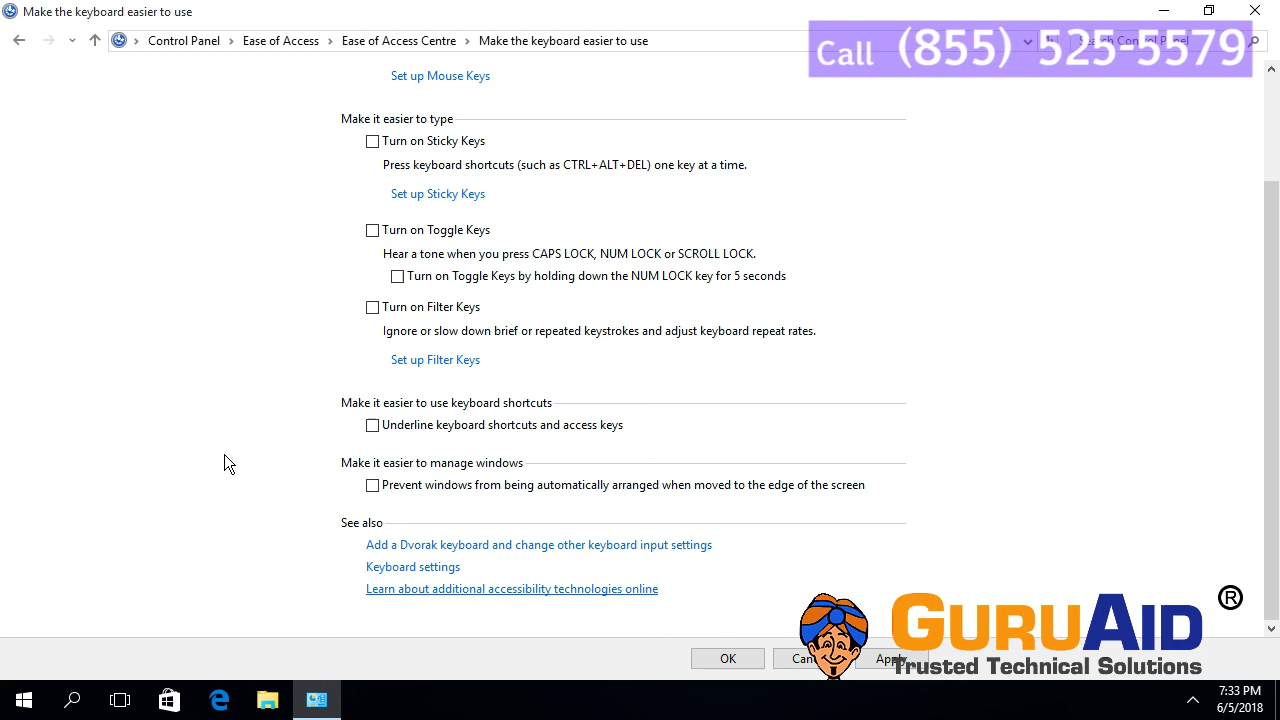 Make the keyboard easier to use
Control Panel > Ease of Access > Ease of Access Centre > Make the keyboard easier to use
Search Control Panel
Call (855) 525-5579
Set up Mouse Keys
Make it easier to type
Turn on Sticky Keys
Press keyboard shortcuts (such as CTRL+ALT+DEL) one key at a time.
Set up Sticky Keys
Turn on Toggle Keys
Hear a tone when you press CAPS LOCK, NUM LOCK or SCROLL LOCK.
Turn on Toggle Keys by holding down the NUM LOCK key for 5 seconds
Turn on Filter Keys
Ignore or slow down brief or repeated keystrokes and adjust keyboard repeat rates.
Set up Filter Keys
Make it easier to use keyboard shortcuts
Underline keyboard shortcuts and access keys
Make it easier to manage windows
Prevent windows from being automatically arranged when moved to the edge of the screen
See also
Add a Dvorak keyboard and change other keyboard input settings
Keyboard settings
Learn about additional accessibility technologies online
GURUAID ®
Trusted Technical Solutions
OK Can Apply
7:33 PM
6/5/2018